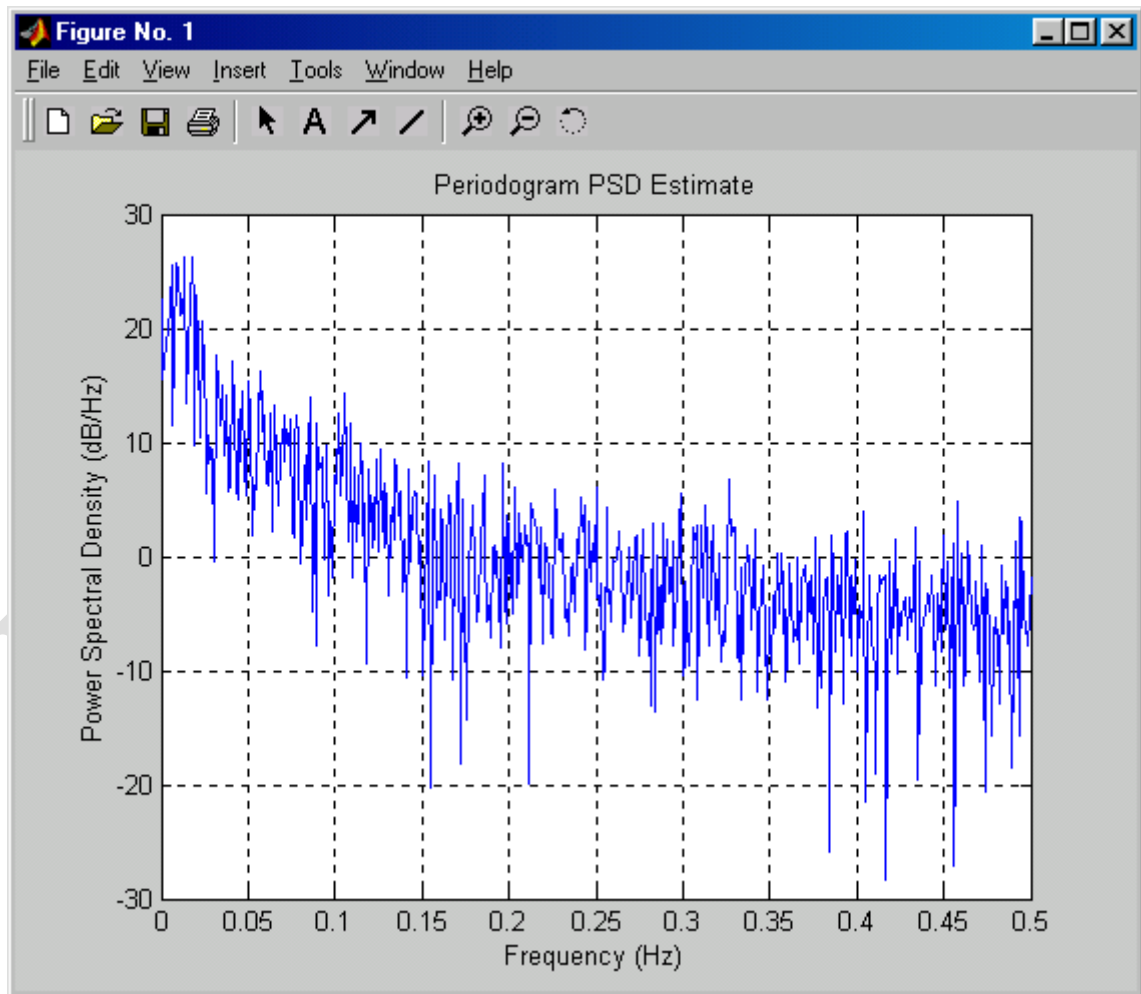 Figure No. 1
File Edit View Insert Tools Window Help
A
Periodogram PSD Estimate
Power Spectral Density (dB/Hz)
30
20
10
0
-10
-20
-30
0 0.05 0.1 0.15 0.2 0.25 0.3 0.35 0.4 0.45 0.5
Frequency (Hz)